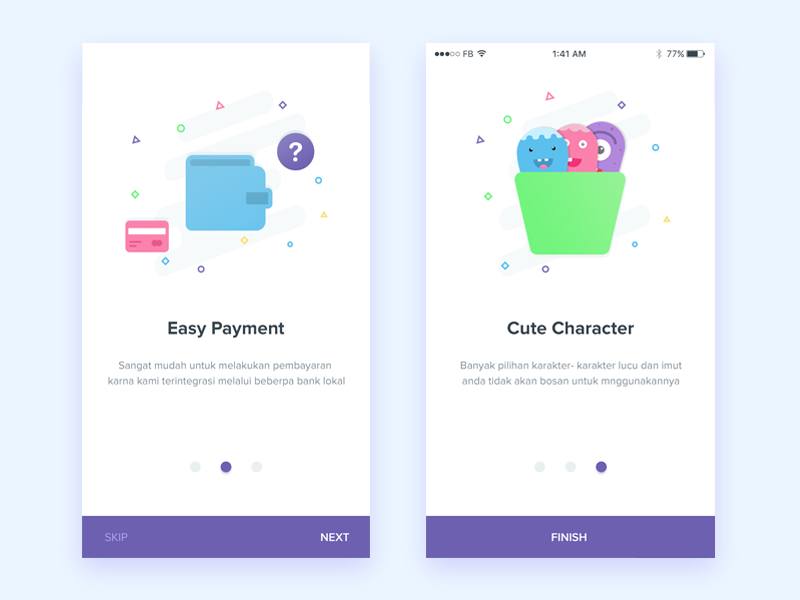 ?
Easy Payment
Sangat mudah untuk melakukan pembayaran
karna kami terintegrasi melalui beberpa bank lokal
SKIP
NEXT
FB
1:41 AM
77%
Cute Character
Banyak pilihan karakter- karakter lucu dan imut
anda tidak akan bosan untuk mnggunakannya
FINISH